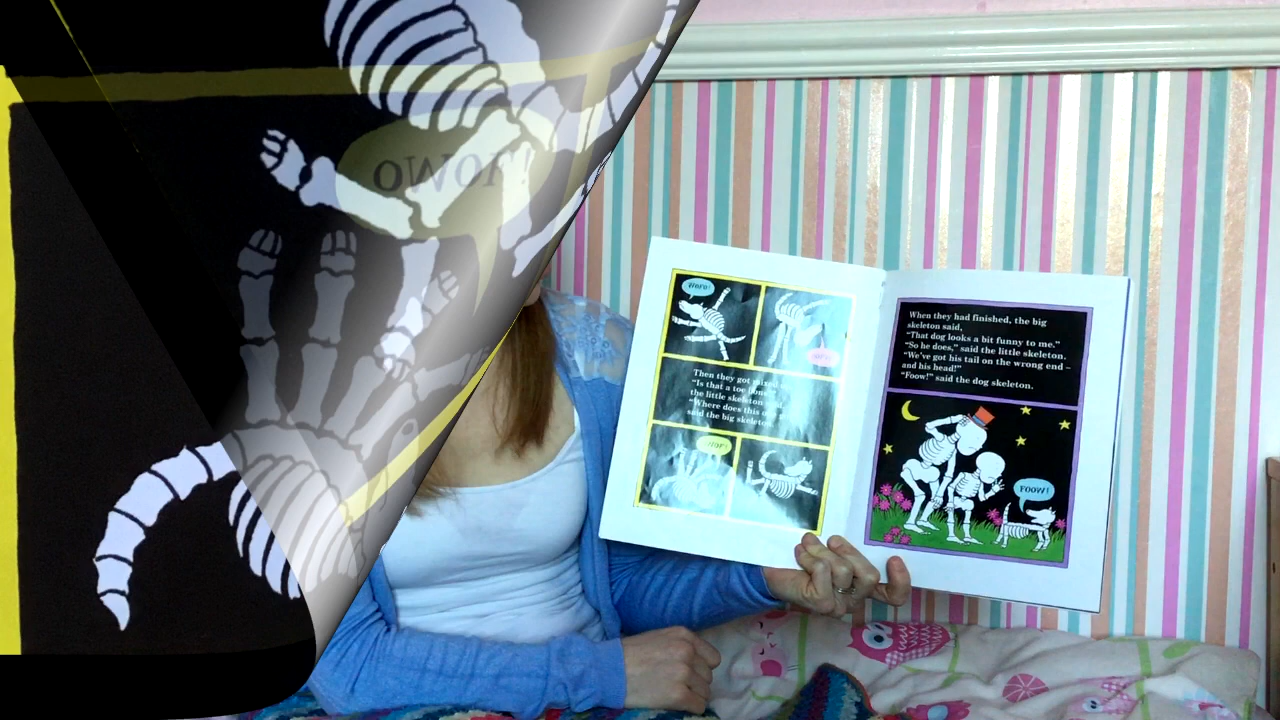 OWOF!
WOFO!
Then they got mixed
"Is that a toe bone
the little skeleton
"Where does this
said the big skeleton.
When they had finished, the big
skeleton said,
"That dog looks a bit funny to me."
"So he does," said the little skeleton.
"We've got his tail on the wrong end –
and his head!"
"Foow!" said the dog skeleton.
FOOW!